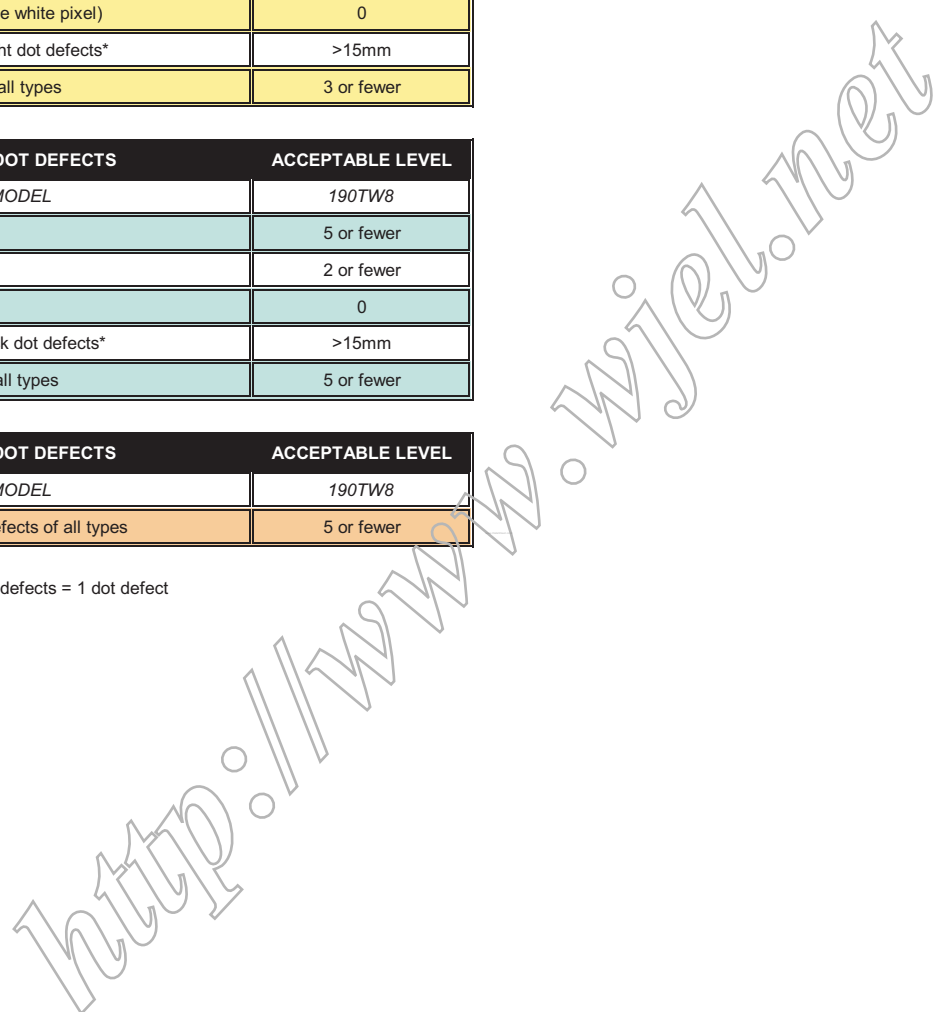 e white pixel) 0
nt dot defects* >15mm
all types 3 or fewer
DOT DEFECTS ACCEPTABLE LEVEL
MODEL 190TW8
5 or fewer
2 or fewer
0
k dot defects* >15mm
all types 5 or fewer
DOT DEFECTS ACCEPTABLE LEVEL
MODEL 190TW8
efects of all types 5 or fewer
defects = 1 dot defect
http://www.wjel.net